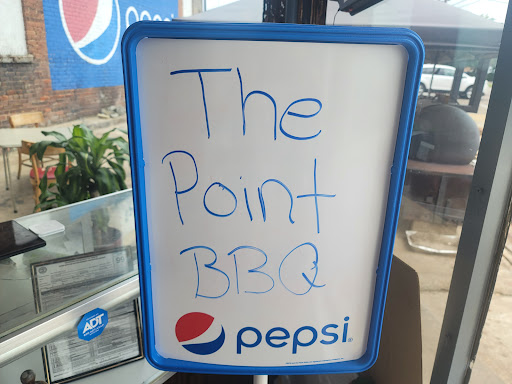 The
Point
BBQ
pepsi
ADT